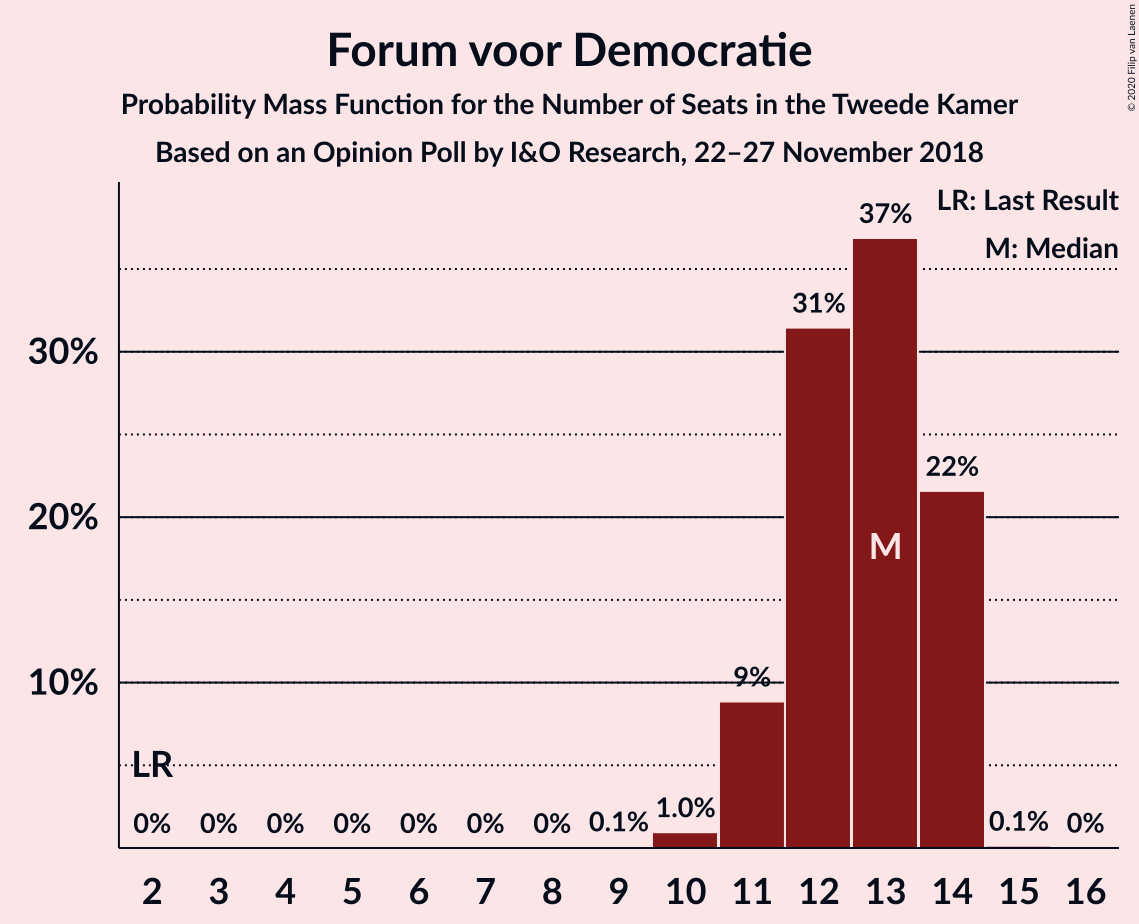 Forum voor Democratie
Probability Mass Function for the Number of Seats in the Tweede Kamer
Based on an Opinion Poll by I&O Research, 22–27 November 2018
© 2020 Filip van Laenen
LR: Last Result
M: Median
37%
31%
30%
22%
20%
M
9%
10%
LR
0% 0% 0% 0% 0% 0% 0% 0.1% 1.0% 0.1% 0%
2 3 4 5 6 7 8 9 10 11 12 13 14 15 16